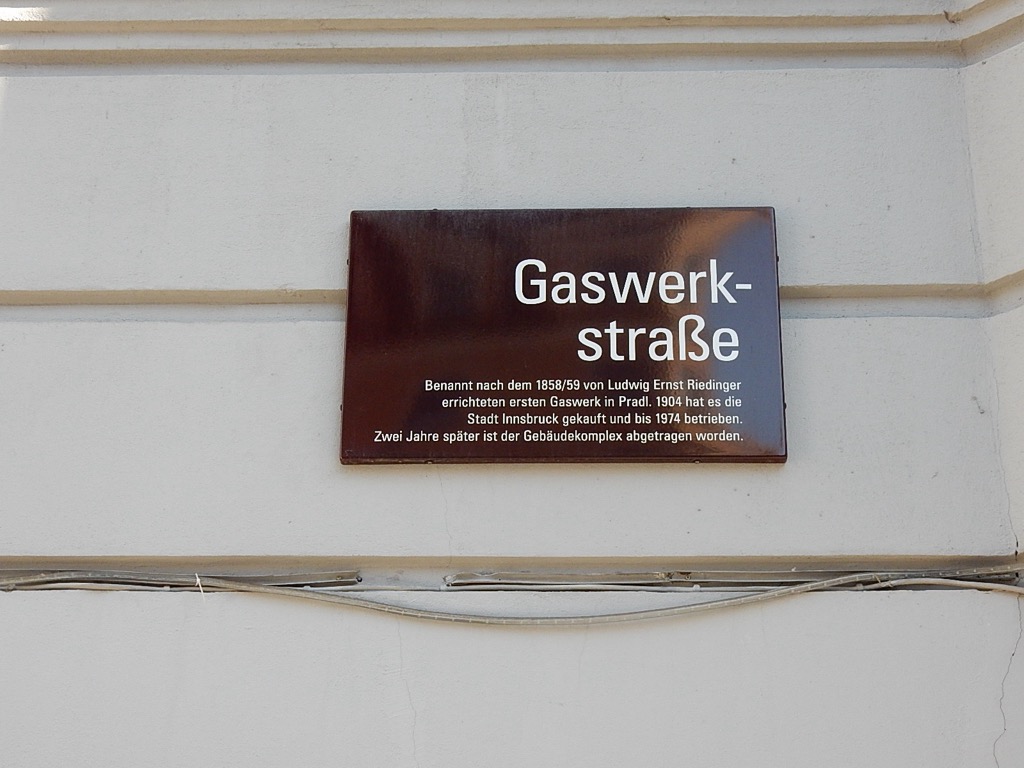 Gaswerk-
straße
Benannt nach dem 1858/59 von Ludwig Ernst Riedinger
errichteten ersten Gaswerk in Pradl. 1904 hat es die
Stadt Innsbruck gekauft und bis 1974 betrieben.
Zwei Jahre später ist der Gebäudekomplex abgetragen worden.